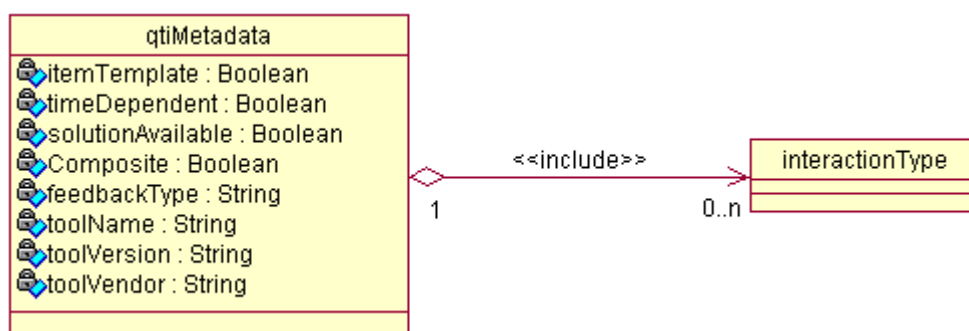 qtiMetadata
itemTemplate : Boolean
timeDependent : Boolean
solutionAvailable : Boolean
Composite : Boolean
feedbackType : String
toolName : String
toolVersion : String
toolVendor : String
<<include>>
1
0..n
interactionType